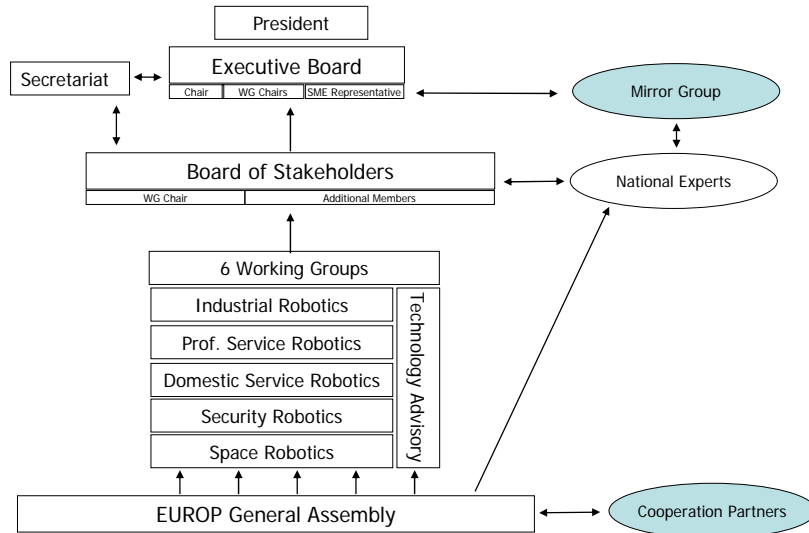 President
Executive Board
Secretariat
Chair
WG Chairs
SME Representative
Mirror Group
Board of Stakeholders
National Experts
WG Chair
Additional Members
6 Working Groups
Industrial Robotics
Prof. Service Robotics
Domestic Service Robotics
Security Robotics
Space Robotics
Technology Advisory
EUROP General Assembly
Cooperation Partners